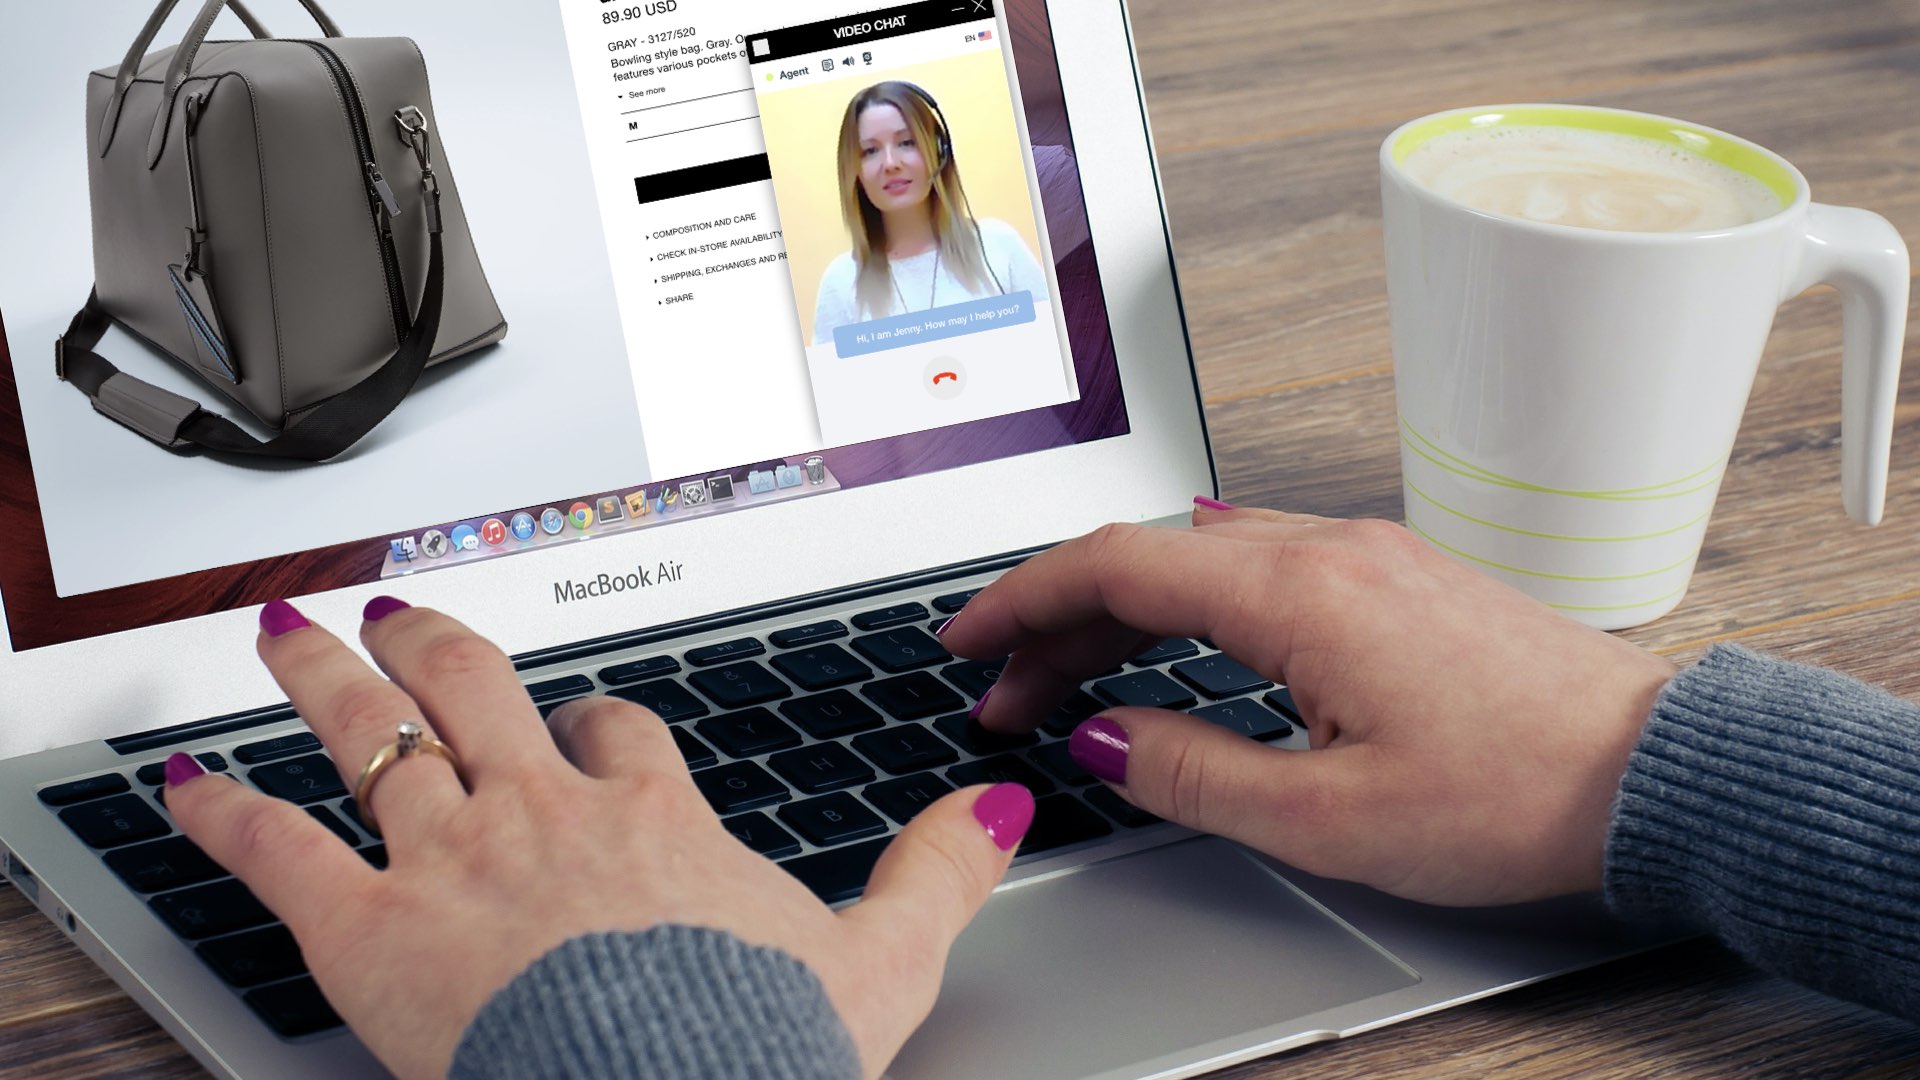 89.90 USD
GRAY - 3127/520
Bowling style bag. Gray.
features various pockets
See more
M
COMPOSITION AND CARE
CHECK IN-STORE AVAILABILITY
SHIPPING, EXCHANGES AND
SHARE
VIDEO CHAT
EN
Agent
Hi, I am Jenny. How may I help you?
MacBook Air